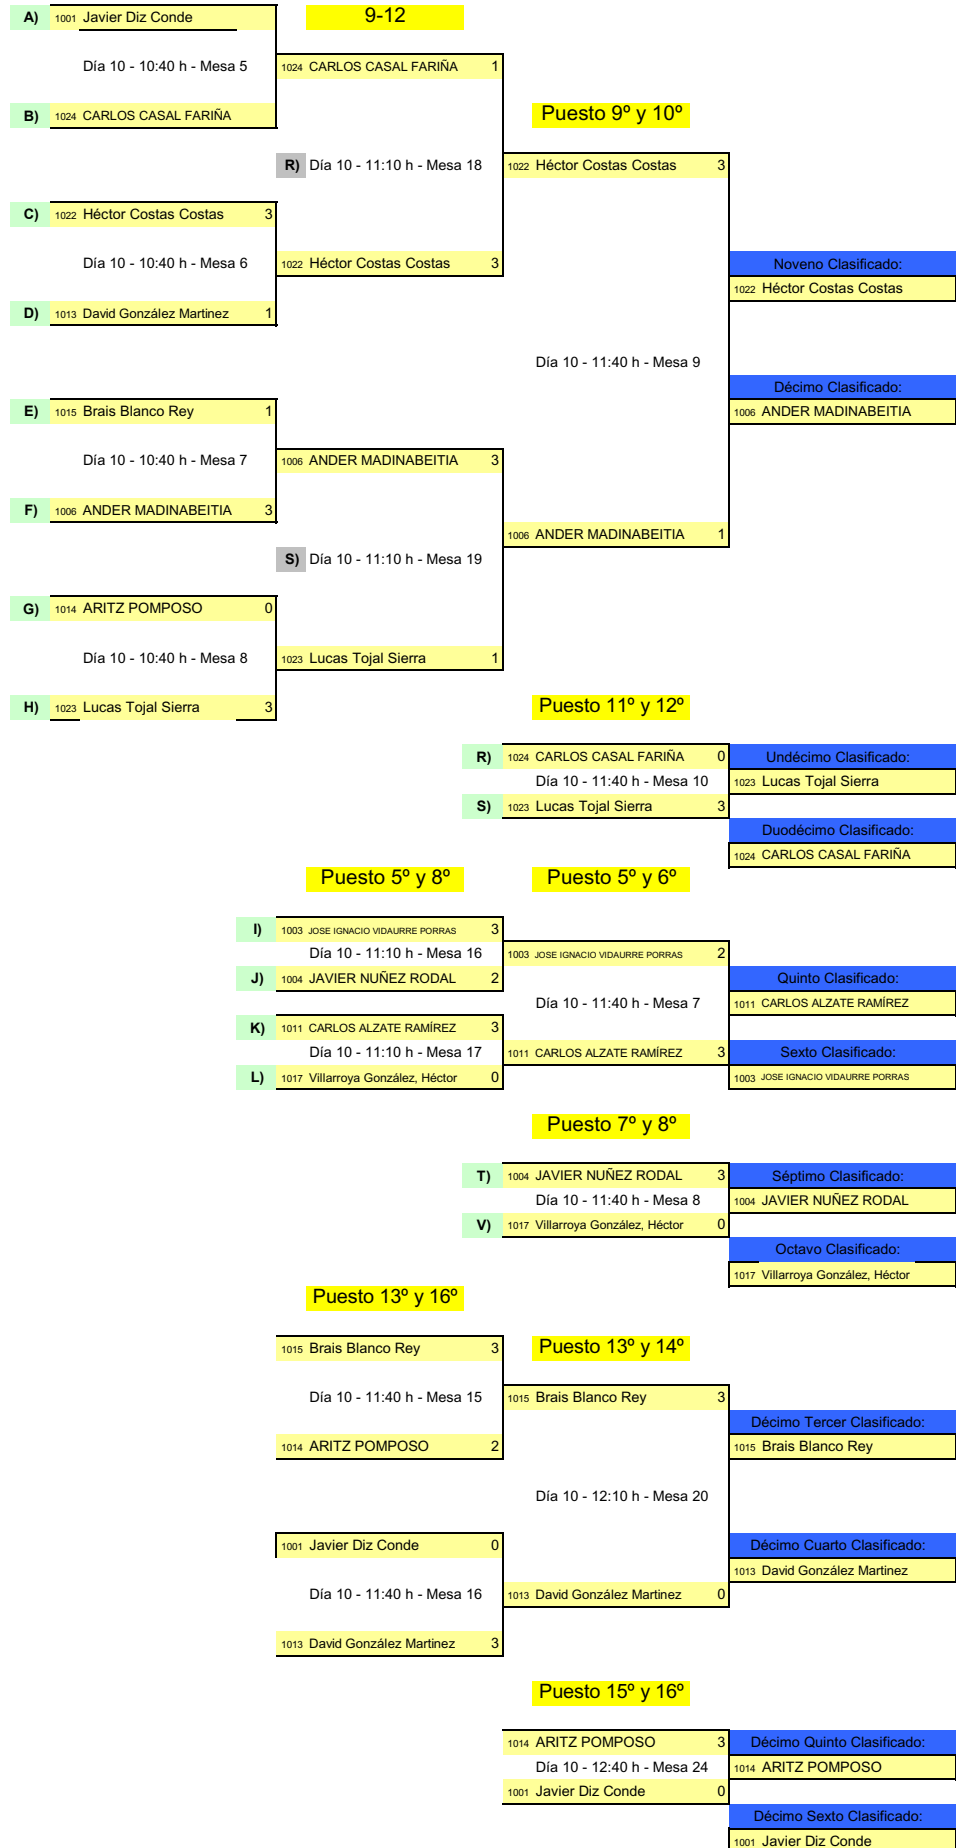 A) 1001 Javier Diz Conde 9-12
Día 10 - 10:40 h - Mesa 5 1024 CARLOS CASAL FARIÑA 1
B) 1024 CARLOS CASAL FARIÑA Puesto 9º y 10º
R) Día 10 - 11:10 h - Mesa 18 1022 Héctor Costas Costas 3
C) 1022 Héctor Costas Costas 3
Día 10 - 10:40 h - Mesa 6 1022 Héctor Costas Costas 3 Noveno Clasificado:
1022 Héctor Costas Costas
D) 1013 David González Martinez 1
Día 10 - 11:40 h - Mesa 9
Décimo Clasificado:
E) 1015 Brais Blanco Rey 1 1006 ANDER MADINABEITIA
Día 10 - 10:40 h - Mesa 7 1006 ANDER MADINABEITIA 3
F) 1006 ANDER MADINABEITIA 3
1006 ANDER MADINABEITIA 1
S) Día 10 - 11:10 h - Mesa 19
G) 1014 ARITZ POMPOSO 0
Día 10 - 10:40 h - Mesa 8 1023 Lucas Tojal Sierra 1
H) 1023 Lucas Tojal Sierra 3 Puesto 11º y 12º
R) 1024 CARLOS CASAL FARIÑA 0 Undécimo Clasificado:
Día 10 - 11:40 h - Mesa 10 1023 Lucas Tojal Sierra
S) 1023 Lucas Tojal Sierra 3
Duodécimo Clasificado:
1024 CARLOS CASAL FARIÑA
Puesto 5º y 8º Puesto 5º y 6º
I) 1003 JOSE IGNACIO VIDAURRE PORRAS 3
Día 10 - 11:10 h - Mesa 16 1003 JOSE IGNACIO VIDAURRE PORRAS 2
J) 1004 JAVIER NUÑEZ RODAL 2 Quinto Clasificado:
Día 10 - 11:40 h - Mesa 7 1011 CARLOS ALZATE RAMÍREZ
K) 1011 CARLOS ALZATE RAMÍREZ 3
Día 10 - 11:10 h - Mesa 17 1011 CARLOS ALZATE RAMÍREZ 3 Sexto Clasificado:
L) 1017 Villarroya González, Héctor 0 1003 JOSE IGNACIO VIDAURRE PORRAS
Puesto 7º y 8º
T) 1004 JAVIER NUÑEZ RODAL 3 Séptimo Clasificado:
Día 10 - 11:40 h - Mesa 8 1004 JAVIER NUÑEZ RODAL
V) 1017 Villarroya González, Héctor 0
Octavo Clasificado:
1017 Villarroya González, Héctor
Puesto 13º y 16º
1015 Brais Blanco Rey 3 Puesto 13º y 14º
Día 10 - 11:40 h - Mesa 15 1015 Brais Blanco Rey 3
Décimo Tercer Clasificado:
1014 ARITZ POMPOSO 2 1015 Brais Blanco Rey
Día 10 - 12:10 h - Mesa 20
1001 Javier Diz Conde 0 Décimo Cuarto Clasificado:
1013 David González Martinez
Día 10 - 11:40 h - Mesa 16 1013 David González Martinez 0
1013 David González Martinez 3
Puesto 15º y 16º
1014 ARITZ POMPOSO 3 Décimo Quinto Clasificado:
Día 10 - 12:40 h - Mesa 24 1014 ARITZ POMPOSO
1001 Javier Diz Conde 0
Décimo Sexto Clasificado:
1001 Javier Diz Conde